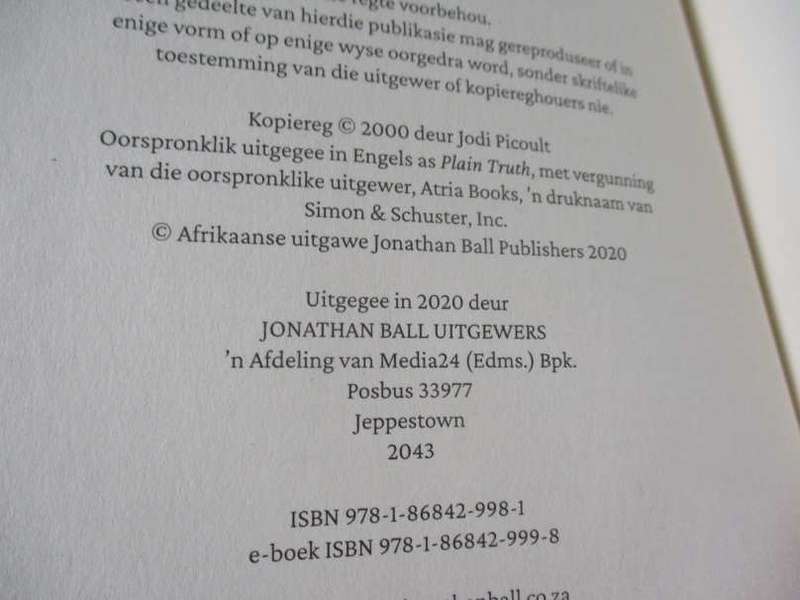 regte voorbehou.
gedeelte van hierdie publikasie mag gereproduseer of in
enige vorm of op enige wyse oorgedra word, sonder skriftelike
toestemming van die uitgewer of kopiereghouers nie.
Kopiereg © 2000 deur Jodi Picoult
Oorspronklik uitgegee in Engels as Plain Truth, met vergunning
van die oorspronklike uitgewer, Atria Books, 'n druknaam van
Simon & Schuster, Inc.
© Afrikaanse uitgawe Jonathan Ball Publishers 2020
Uitgegee in 2020 deur
JONATHAN BALL UITGEWERS
'n Afdeling van Media24 (Edms.) Bpk.
Posbus 33977
Jeppestown
2043
ISBN 978-1-86842-998-1
e-boek ISBN 978-1-86842-999-8